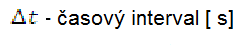 Δt - časový interval [ s]